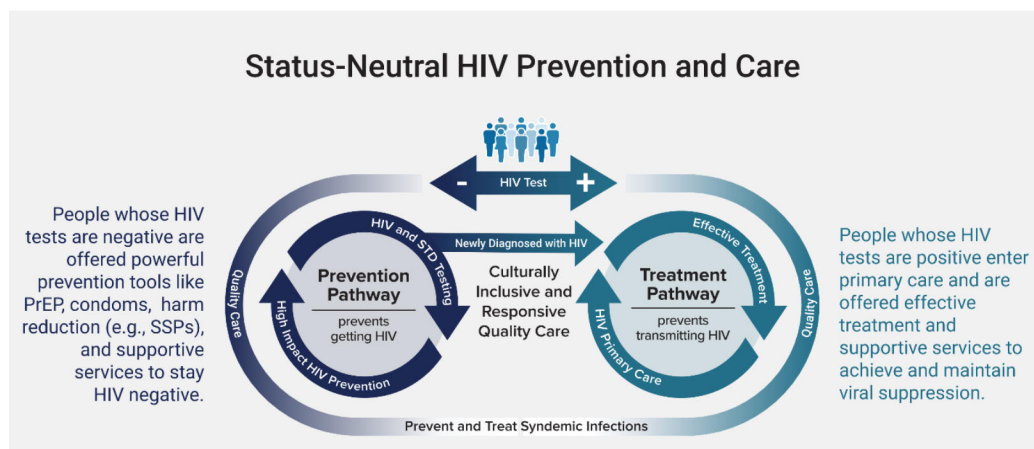 Status-Neutral HIV Prevention and Care
-
HIV Test
+
People whose HIV
tests are negative are
offered powerful
prevention tools like
PrEP, condoms, harm
reduction (e.g., SSPs),
and supportive
services to stay
HIV negative.
Quality Care
HIV and STD Testing
Prevention
Pathway
prevents
getting HIV
High Impact HIV Prevention
Newly Diagnosed with HIV
Culturally
Inclusive and
Responsive
Quality Care
Effective Treatment
Treatment
Pathway
prevents
transmitting HIV
HIV Primary Care
Quality Care
People whose HIV
tests are positive enter
primary care and are
offered effective
treatment and
supportive services to
achieve and maintain
viral suppression.
Prevent and Treat Syndemic Infections